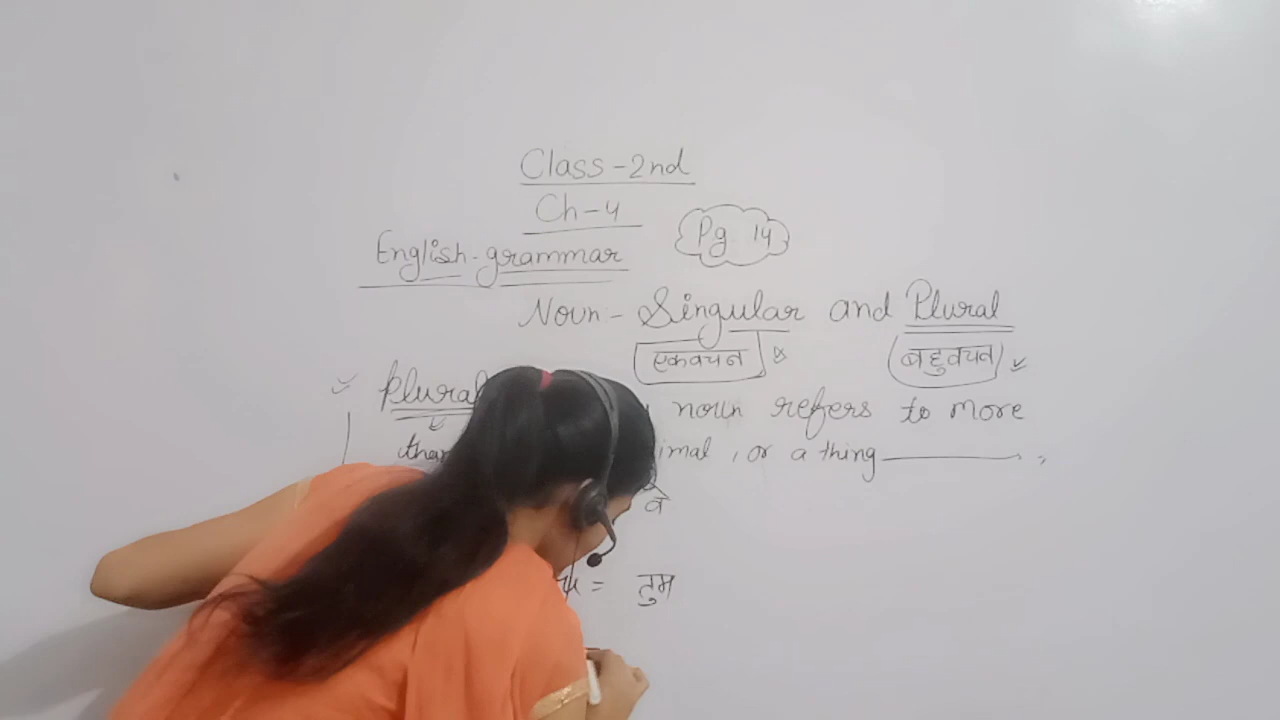 Class-2nd
Ch-4
English-grammar
Pg 14
Noun:- Singular and Plural
एकवचन बहुवचन
Plural noun refers to more
than or a thing
वे
= तुम